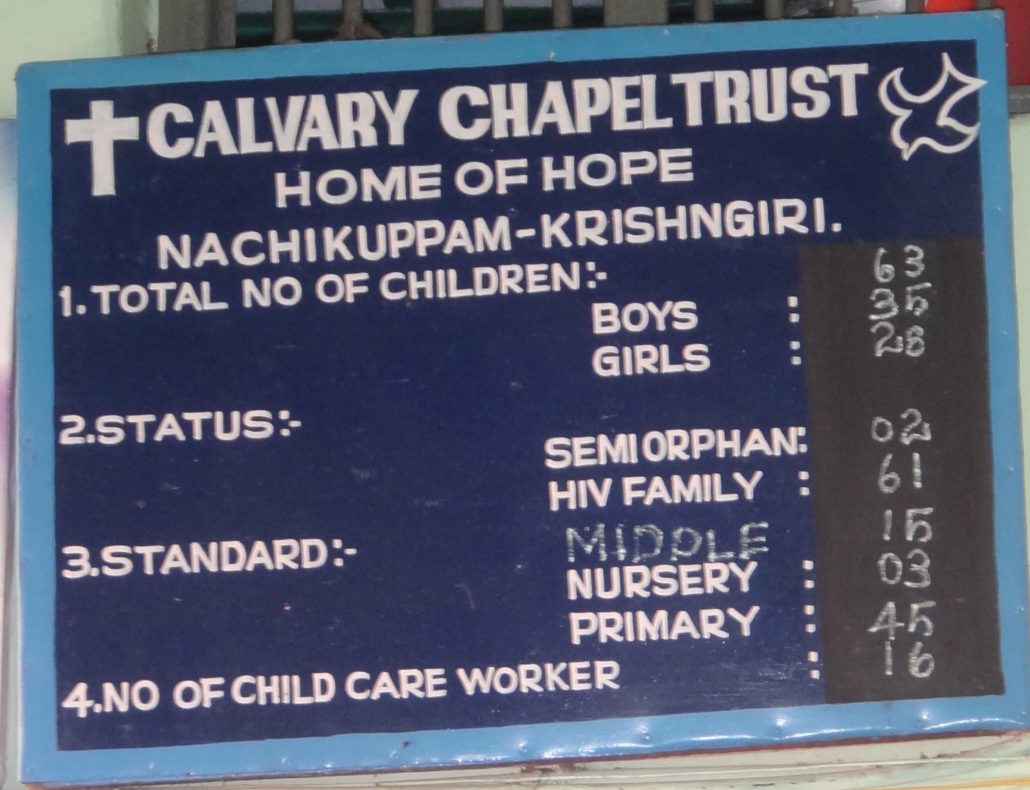 CALVARY CHAPEL TRUST
HOME OF HOPE
NACHIKUPPAM-KRISHNGIRI.
1. TOTAL NO OF CHILDREN:- 63
BOYS : 35
GIRLS : 28
2.STATUS:-
SEMI ORPHAN: 02
HIV FAMILY : 61
3.STANDARD:- MIDDLE 15
NURSERY : 03
PRIMARY : 45
4.NO OF CHILD CARE WORKER : 16